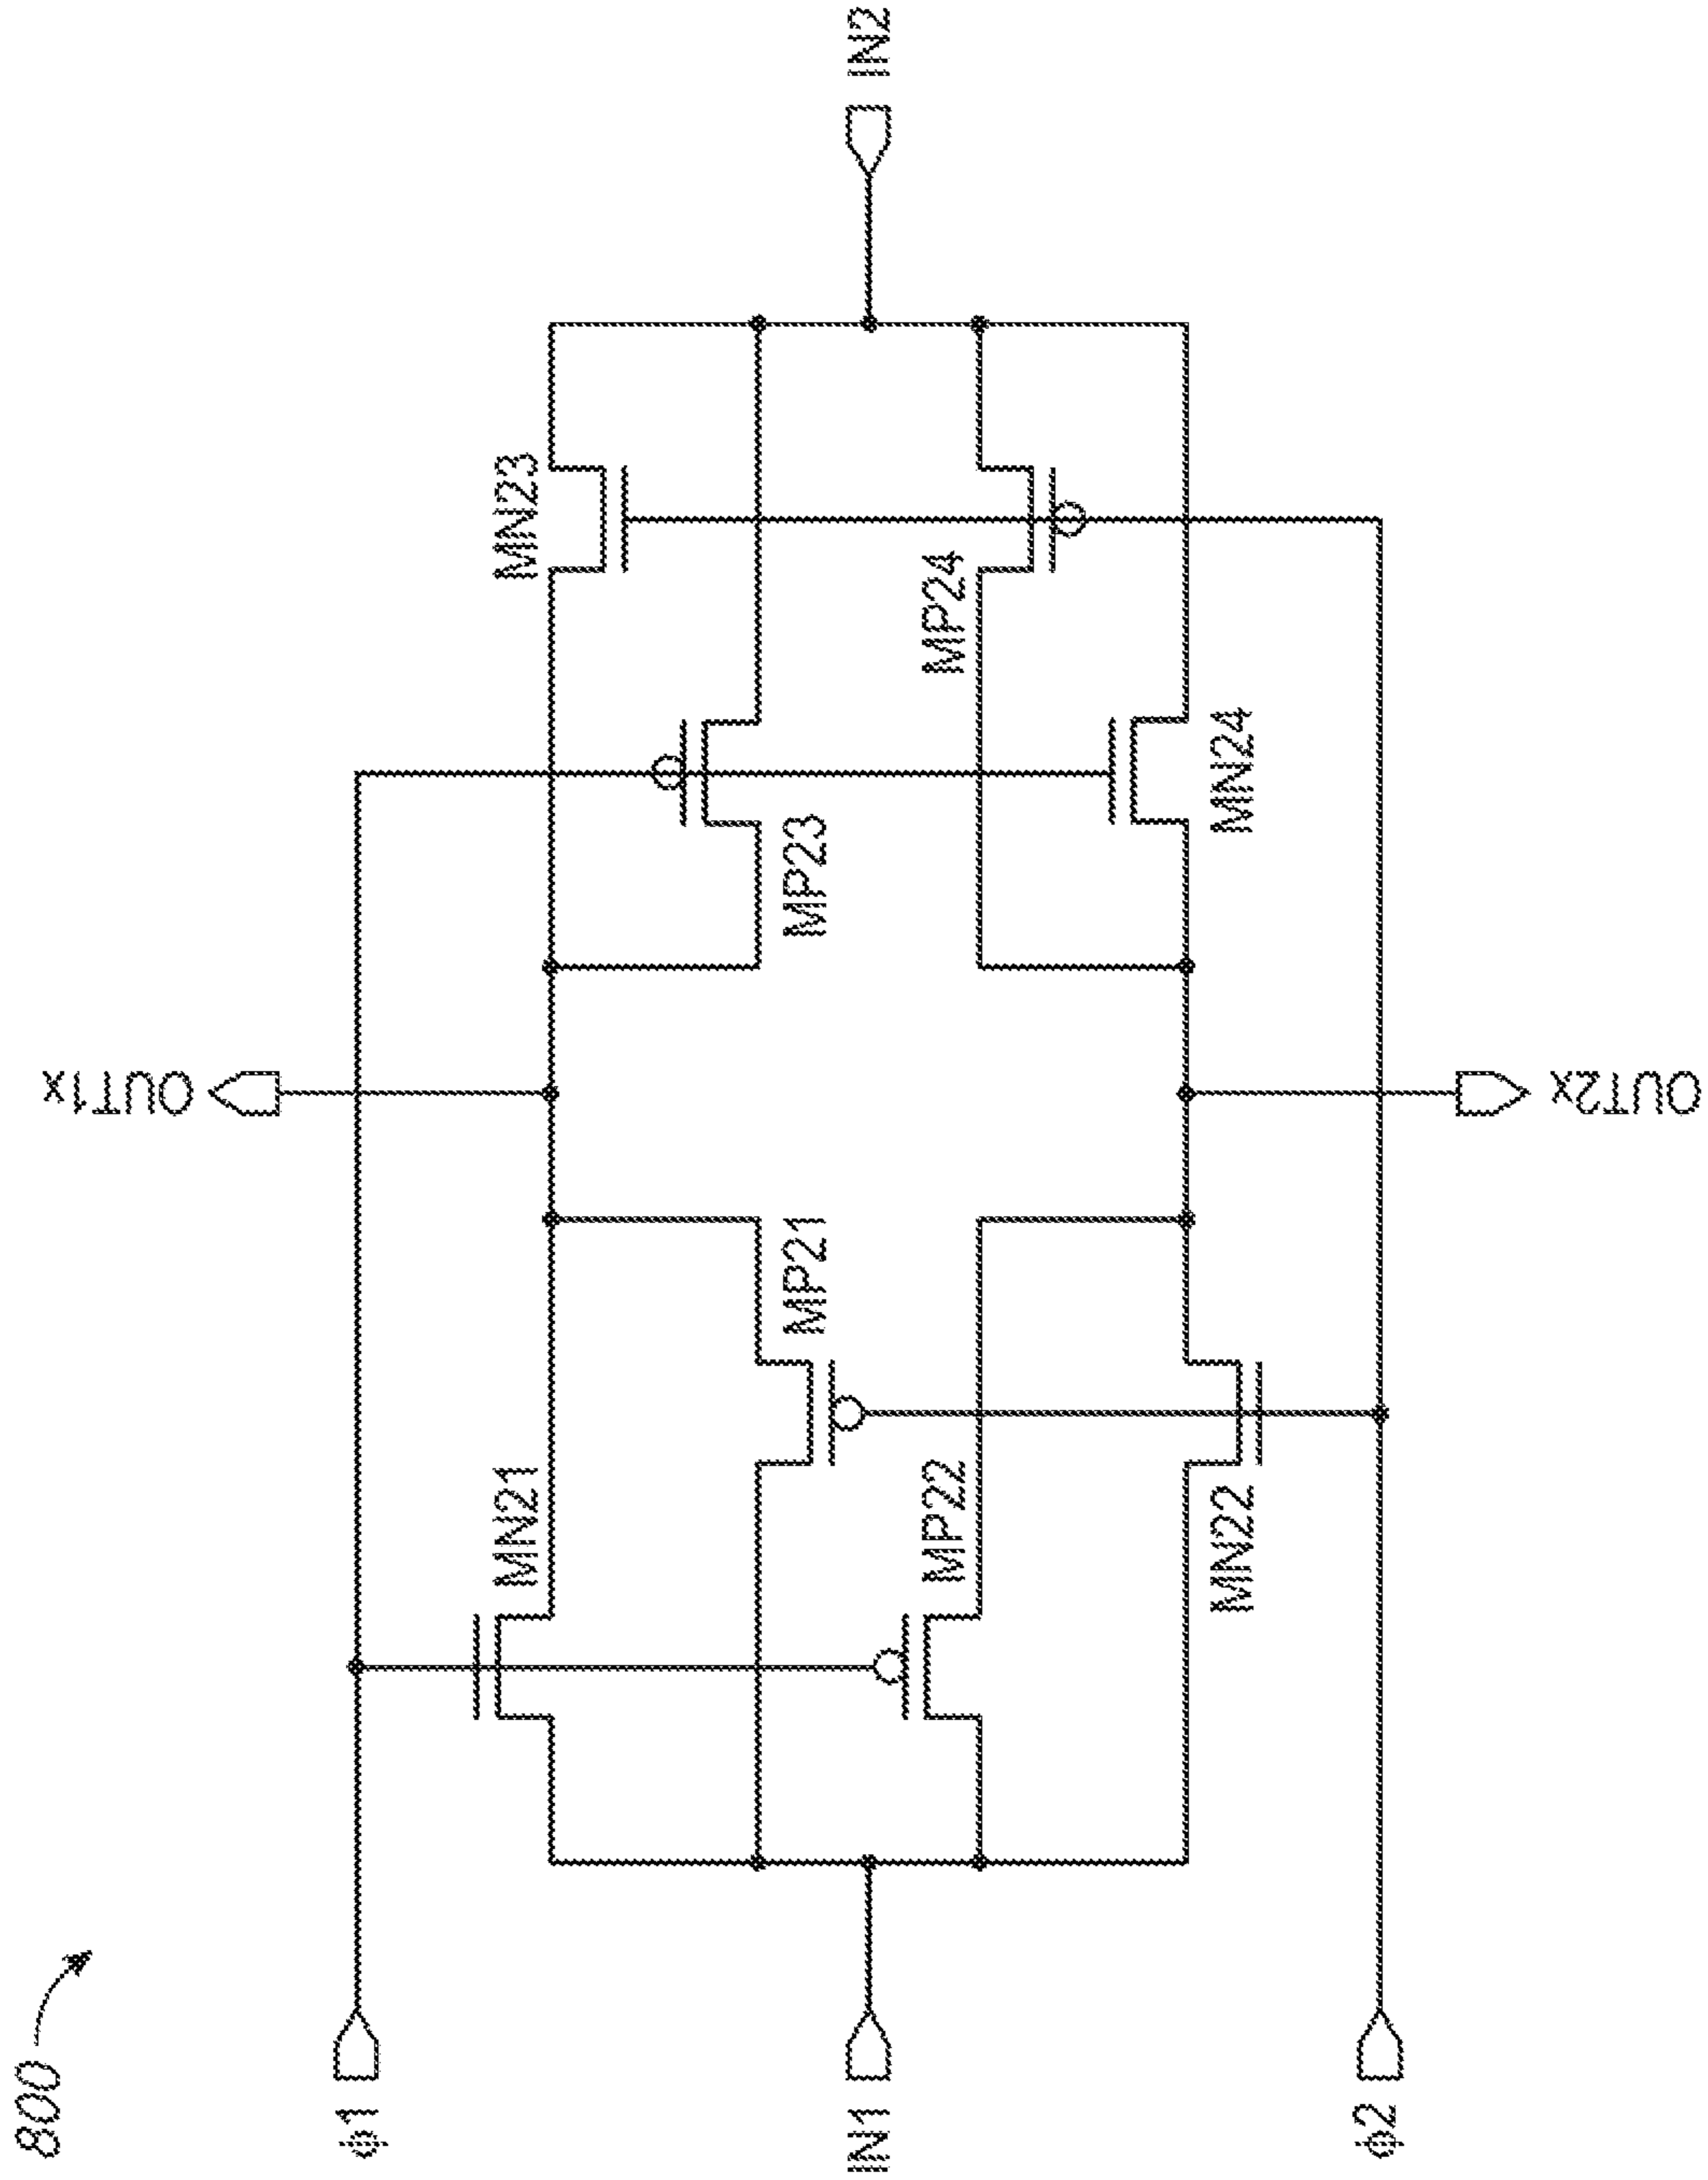 800
ϕ1
IN1
ϕ2
MN21
MP21
MP22
MN22
OUT1x
OUT2x
MN23
MP23
MP24
MN24
IN2